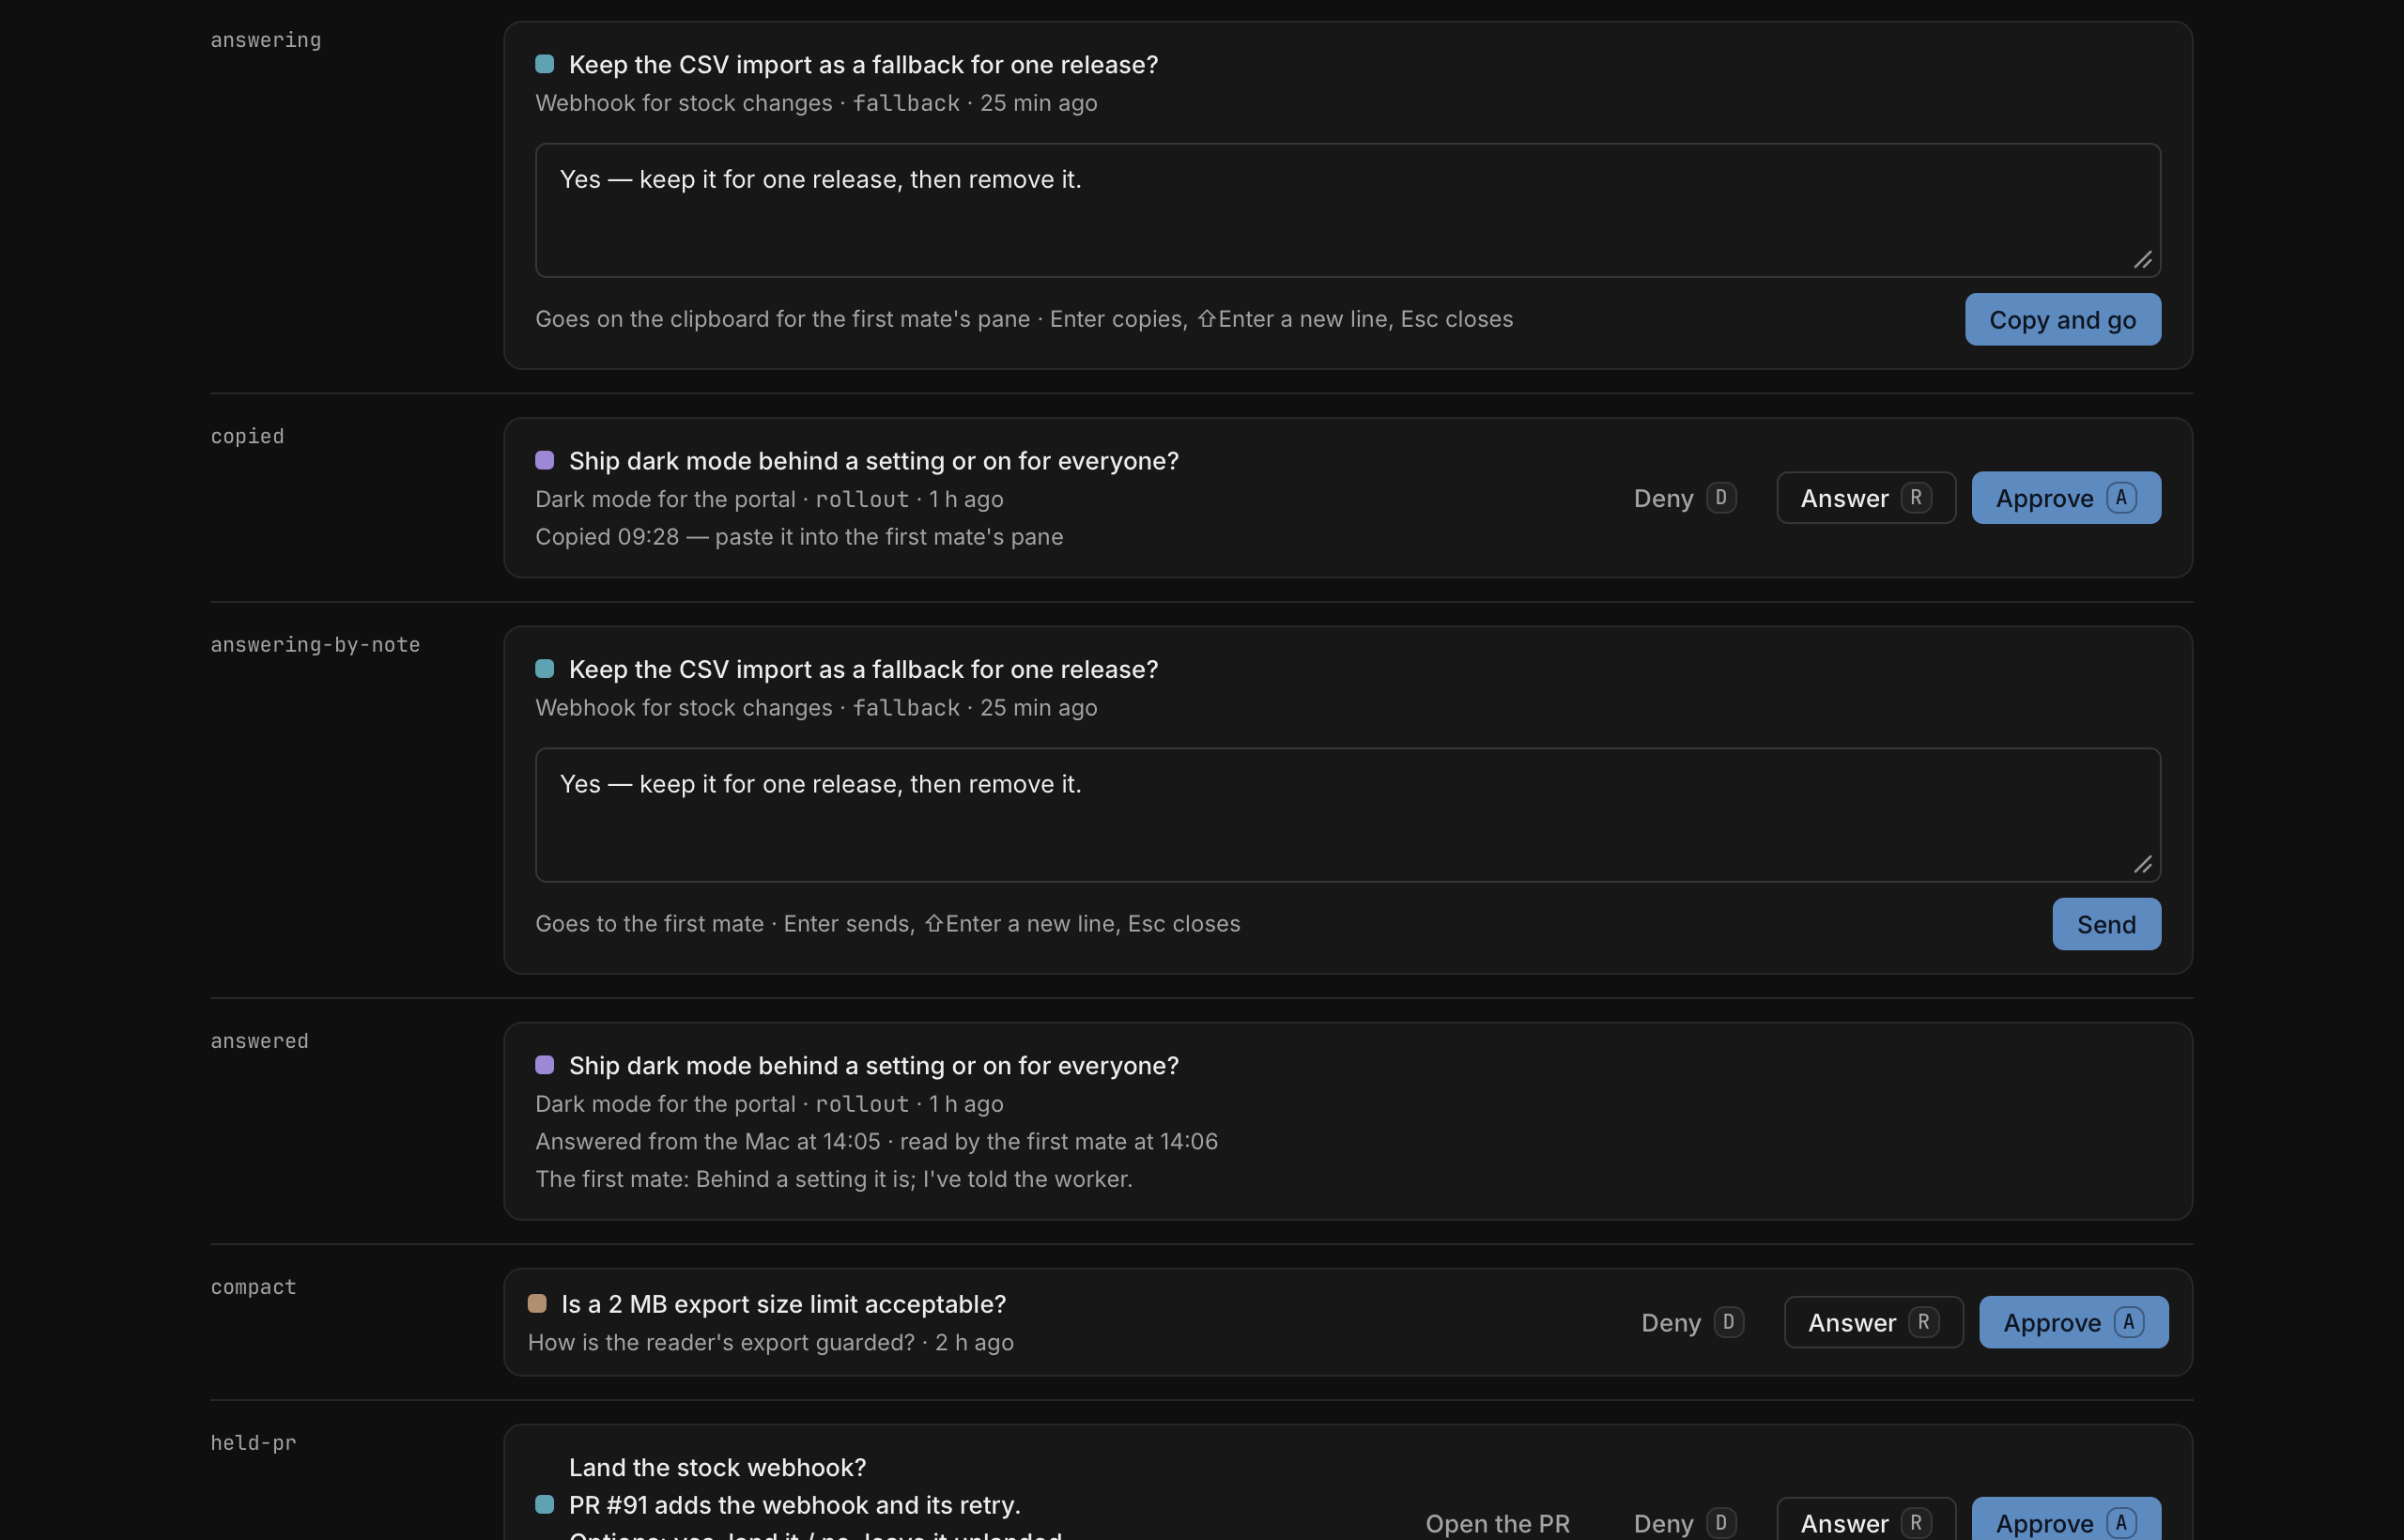 answering
Keep the CSV import as a fallback for one release?
Webhook for stock changes · fallback · 25 min ago
Yes — keep it for one release, then remove it.
Goes on the clipboard for the first mate's pane · Enter copies, ⇧Enter a new line, Esc closes
Copy and go
copied
Ship dark mode behind a setting or on for everyone?
Dark mode for the portal · rollout · 1 h ago
Copied 09:28 — paste it into the first mate's pane
Deny D
Answer R
Approve A
answering-by-note
Keep the CSV import as a fallback for one release?
Webhook for stock changes · fallback · 25 min ago
Yes — keep it for one release, then remove it.
Goes to the first mate · Enter sends, ⇧Enter a new line, Esc closes
Send
answered
Ship dark mode behind a setting or on for everyone?
Dark mode for the portal · rollout · 1 h ago
Answered from the Mac at 14:05 · read by the first mate at 14:06
The first mate: Behind a setting it is; I've told the worker.
compact
Is a 2 MB export size limit acceptable?
How is the reader's export guarded? · 2 h ago
Deny D
Answer R
Approve A
held-pr
Land the stock webhook?
PR #91 adds the webhook and its retry.
Options: yes, land it / no, leave it unlanded
Open the PR
Deny D
Answer R
Approve A